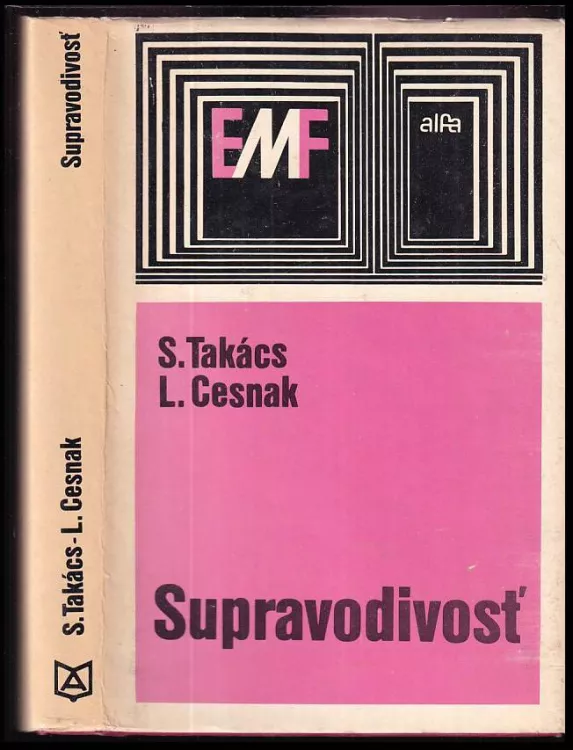 Supravodivosť
S. Takács - L. Cesnak
EMF
alfa
S. Takács
L. Cesnak
Supravodivosť